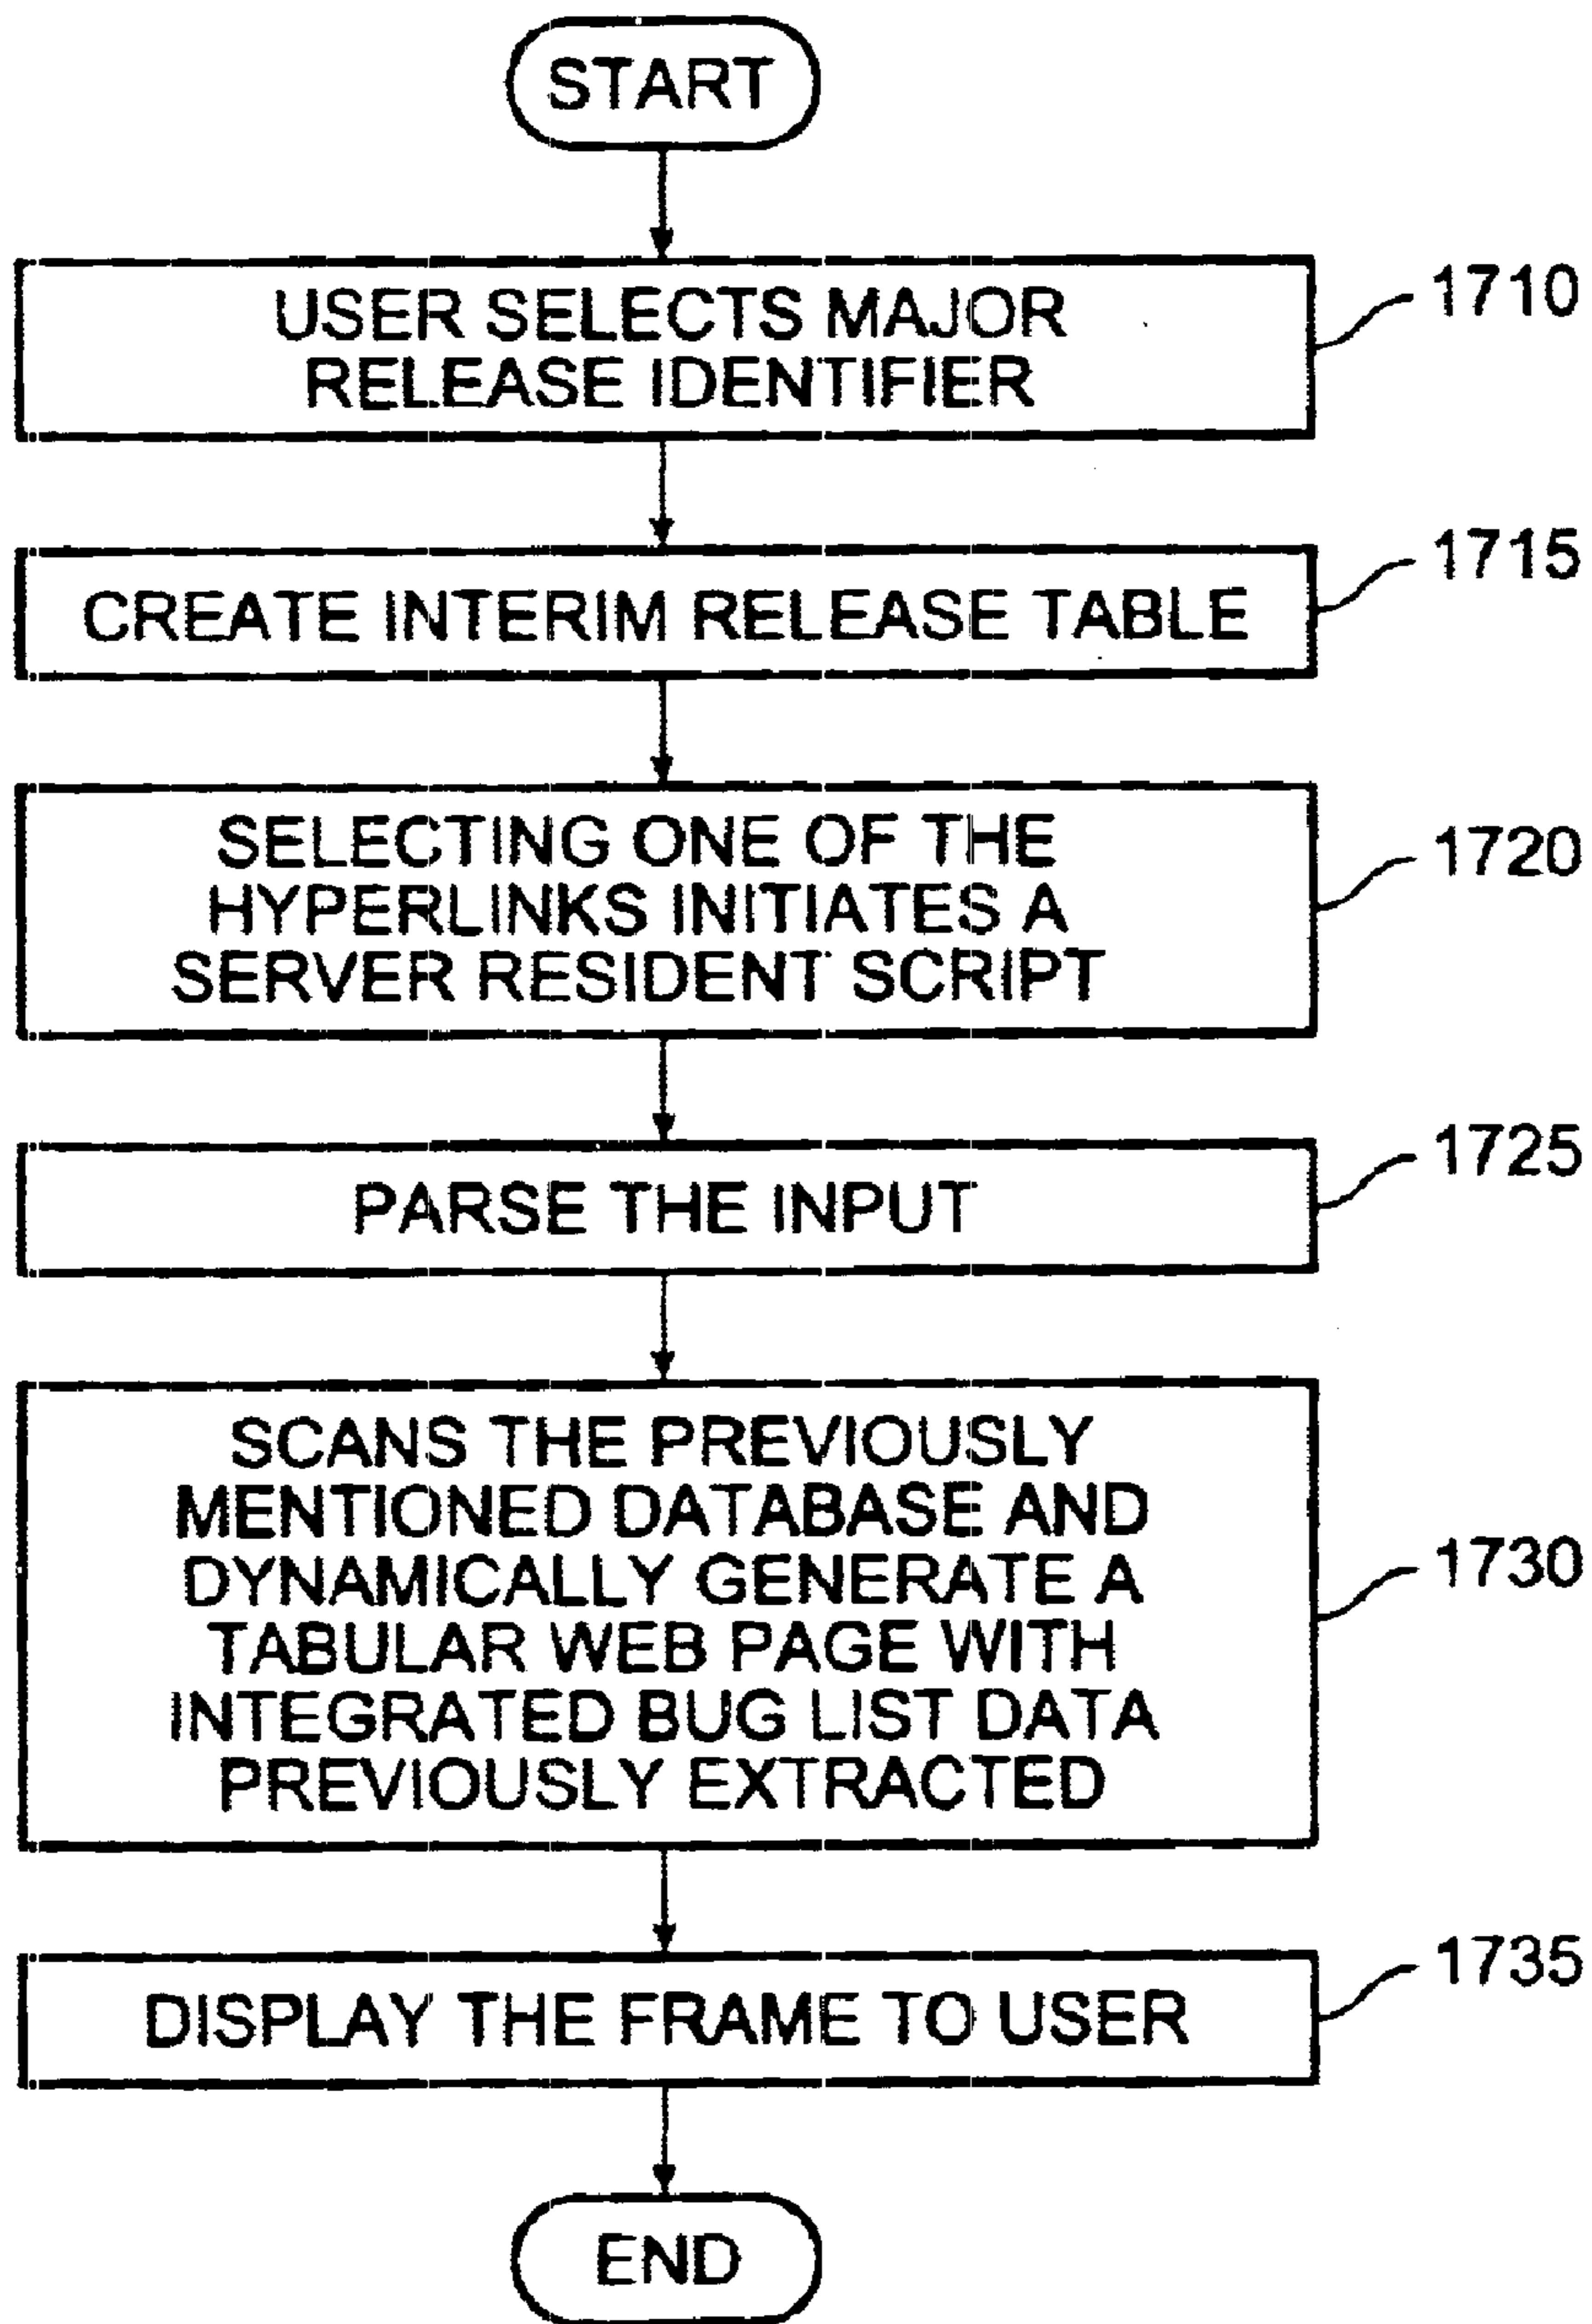 START
USER SELECTS MAJOR
RELEASE IDENTIFIER
1710
CREATE INTERIM RELEASE TABLE
1715
SELECTING ONE OF THE
HYPERLINKS INITIATES A
SERVER RESIDENT SCRIPT
1720
PARSE THE INPUT
1725
SCANS THE PREVIOUSLY
MENTIONED DATABASE AND
DYNAMICALLY GENERATE A
TABULAR WEB PAGE WITH
INTEGRATED BUG LIST DATA
PREVIOUSLY EXTRACTED
1730
DISPLAY THE FRAME TO USER
1735
END